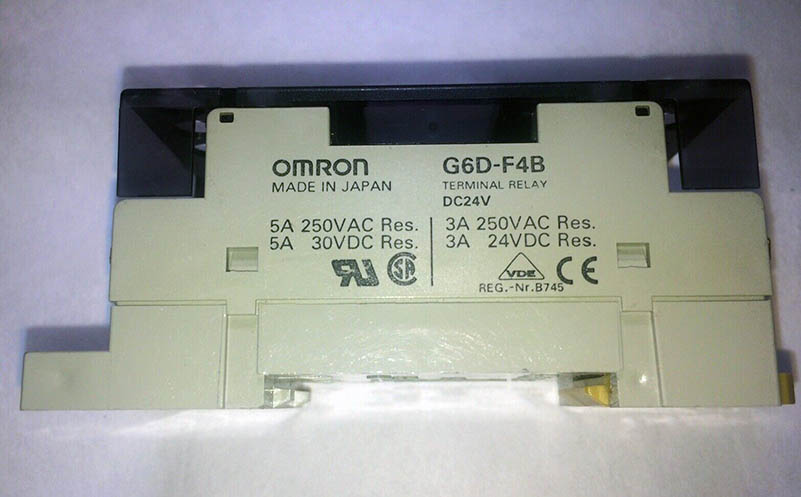 OMRON
MADE IN JAPAN
5A 250VAC Res.
5A 30VDC Res.
G6D-F4B
TERMINAL RELAY
DC24V
3A 250VAC Res.
3A 24VDC Res.
VDE CE
REG.-Nr.B745